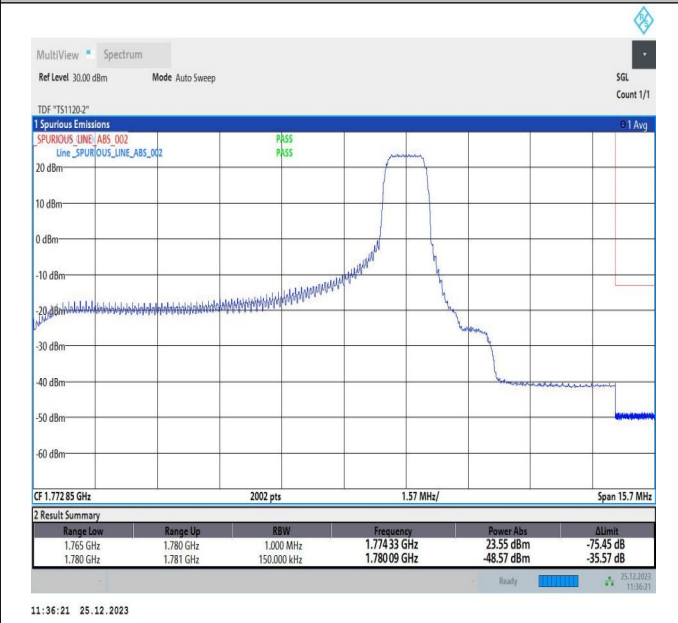 MultiView Spectrum
Ref Level 30.00 dBm Mode Auto Sweep SGL
Count 1/1
TDF "TS1120-2"
1 Spurious Emissions 1 Avg
_SPURIOUS_LINE_ABS_002 PASS
Line _SPURIOUS_LINE_ABS_002 PASS
20 dBm
10 dBm
0 dBm
-10 dBm
-20 dBm
-30 dBm
-40 dBm
-50 dBm
-60 dBm
CF 1.772 85 GHz 2002 pts 1.57 MHz/ Span 15.7 MHz
2 Result Summary
Range Low Range Up RBW Frequency Power Abs ΔLimit
1.765 GHz 1.780 GHz 1.000 MHz 1.774 33 GHz 23.55 dBm -75.45 dB
1.780 GHz 1.781 GHz 150.000 kHz 1.780 09 GHz -48.57 dBm -35.57 dB
Ready 25.12.2023
11:36:21
11:36:21 25.12.2023